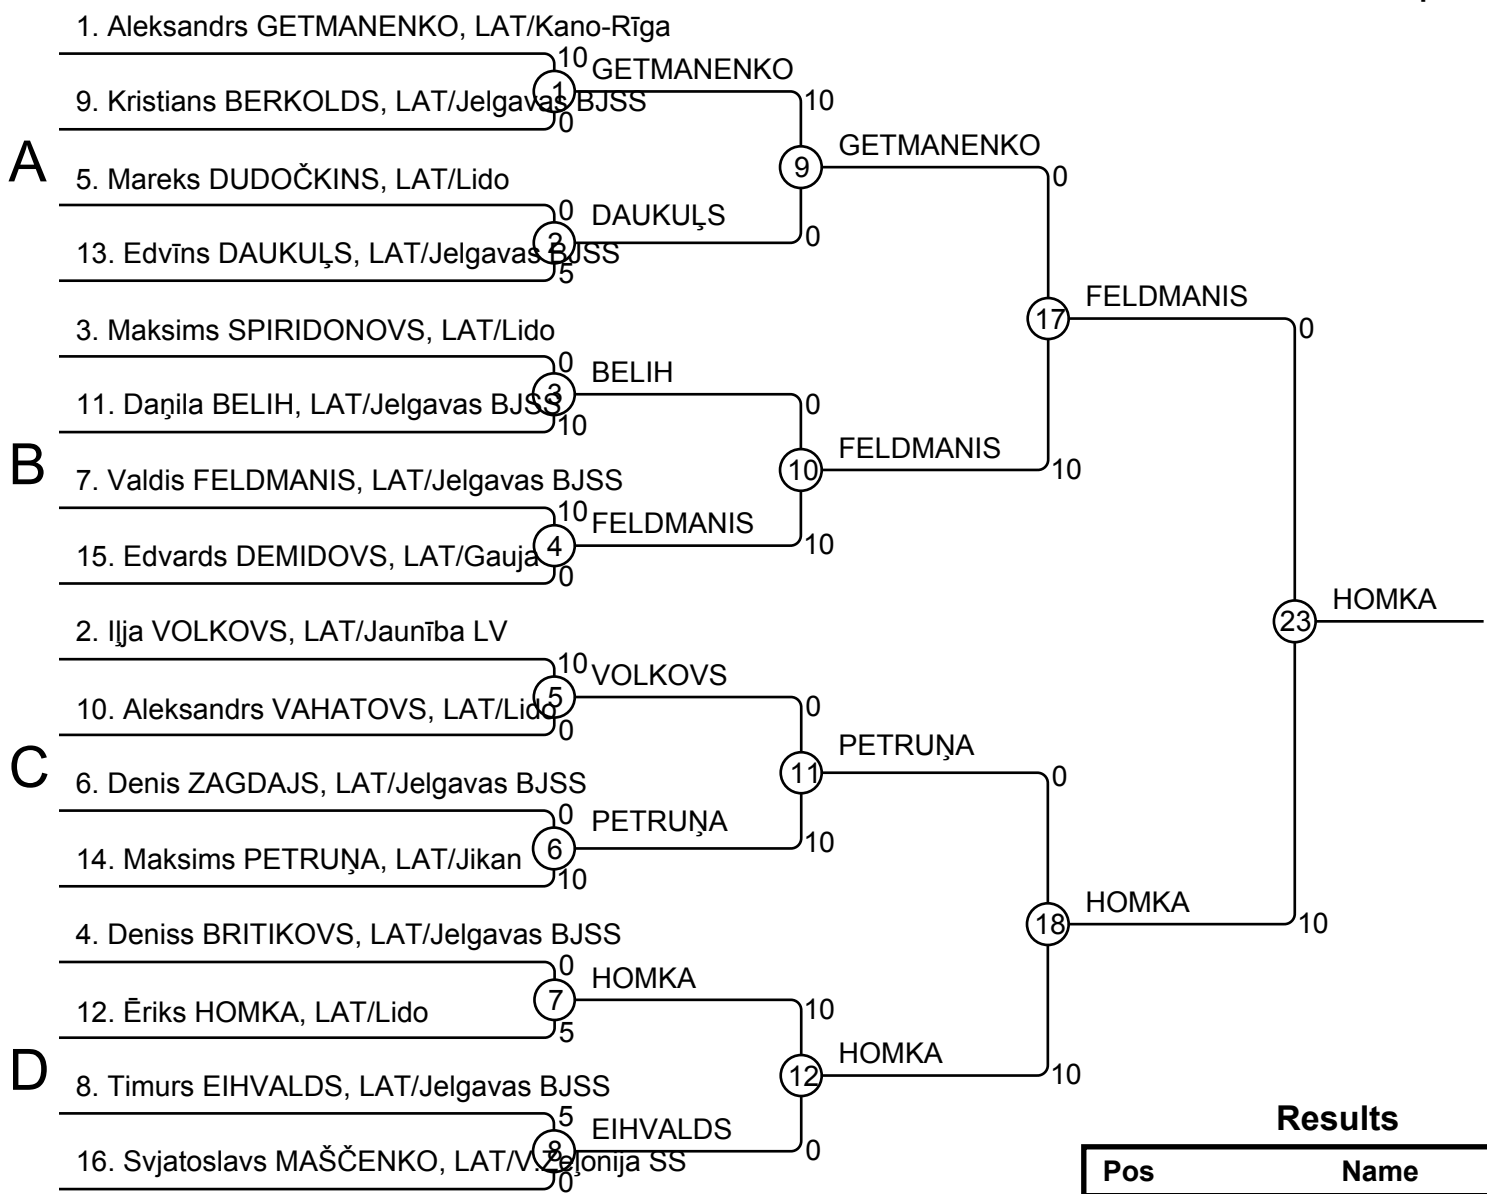 1. Aleksandrs GETMANENKO, LAT/Kano-Rīga
10
1
GETMANENKO
9. Kristians BERKOLDS, LAT/Jelgavas BJSS
0
10
9
GETMANENKO
A
5. Mareks DUDOČKINS, LAT/Lido
0
2
DAUKUĻS
0
13. Edvīns DAUKUĻS, LAT/Jelgavas BJSS
5
0
17
FELDMANIS
3. Maksims SPIRIDONOVS, LAT/Lido
0
3
BELIH
11. Daņila BELIH, LAT/Jelgavas BJSS
10
0
10
FELDMANIS
10
B
7. Valdis FELDMANIS, LAT/Jelgavas BJSS
10
4
FELDMANIS
10
15. Edvards DEMIDOVS, LAT/Gauja
0
0
23
HOMKA
2. Iļja VOLKOVS, LAT/Jaunība LV
10
5
VOLKOVS
10. Aleksandrs VAHATOVS, LAT/Lido
0
0
11
PETRUŅA
0
C
6. Denis ZAGDAJS, LAT/Jelgavas BJSS
0
6
PETRUŅA
10
14. Maksims PETRUŅA, LAT/Jikan
10
18
HOMKA
10
4. Deniss BRITIKOVS, LAT/Jelgavas BJSS
0
7
HOMKA
12. Ēriks HOMKA, LAT/Lido
5
10
12
HOMKA
10
D
8. Timurs EIHVALDS, LAT/Jelgavas BJSS
5
8
EIHVALDS
0
16. Svjatoslavs MAŠČENKO, LAT/V.Zeļonija SS
0
Results
Pos Name